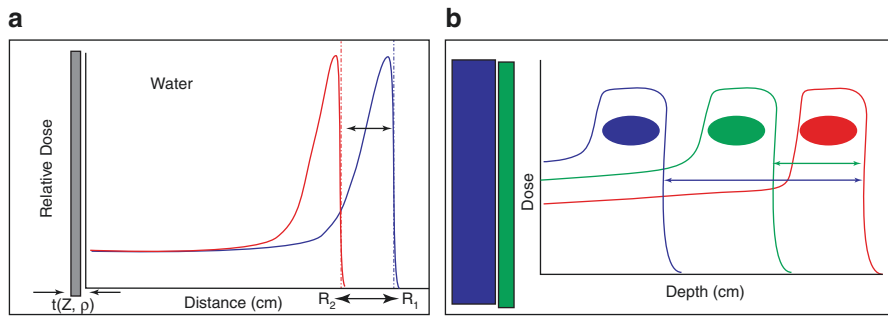 a
Water
Relative Dose
t(Z, ρ)
Distance (cm)
R2
R1
b
Dose
Depth (cm)